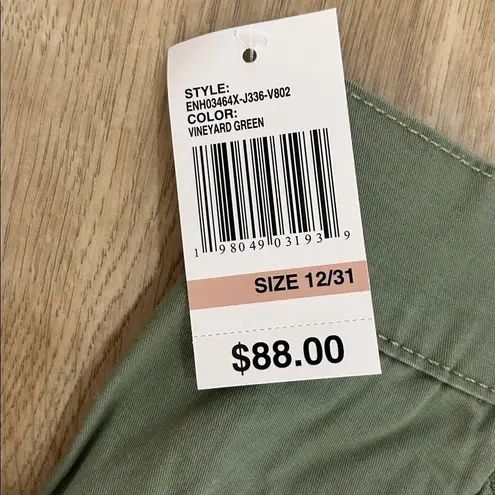 STYLE:
ENH03464X-J336-V802
COLOR:
VINEYARD GREEN
1 98049 03193 9
SIZE 12/31
$88.00